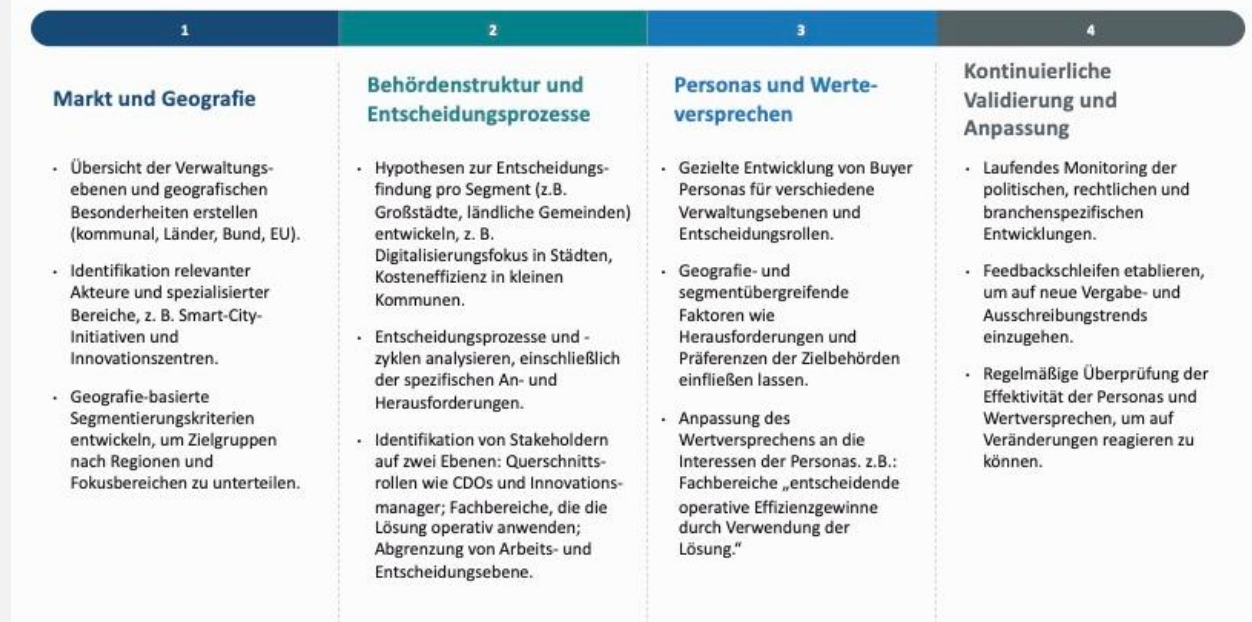 1
2
3
4
Markt und Geografie
· Übersicht der Verwaltungs-
ebenen und geografischen
Besonderheiten erstellen
(kommunal, Länder, Bund, EU).
· Identifikation relevanter
Akteure und spezialisierter
Bereiche, z. B. Smart-City-
Initiativen und
Innovationszentren.
· Geografie-basierte
Segmentierungskriterien
entwickeln, um Zielgruppen
nach Regionen und
Fokusbereichen zu unterteilen.
Behördenstruktur und
Entscheidungsprozesse
· Hypothesen zur Entscheidungs-
findung pro Segment (z.B.
Großstädte, ländliche Gemeinden)
entwickeln, z. B.
Digitalisierungsfokus in Städten,
Kosteneffizienz in kleinen
Kommunen.
· Entscheidungsprozesse und -
zyklen analysieren, einschließlich
der spezifischen An- und
Herausforderungen.
· Identifikation von Stakeholdern
auf zwei Ebenen: Querschnitts-
rollen wie CDOs und Innovations-
manager; Fachbereiche, die die
Lösung operativ anwenden;
Abgrenzung von Arbeits- und
Entscheidungsebene.
Personas und Werte-
versprechen
· Gezielte Entwicklung von Buyer
Personas für verschiedene
Verwaltungsebenen und
Entscheidungsrollen.
· Geografie- und
segmentübergreifende
Faktoren wie
Herausforderungen und
Präferenzen der Zielbehörden
einfließen lassen.
· Anpassung des
Wertversprechens an die
Interessen der Personas. z.B.:
Fachbereiche „entscheidende
operative Effizienzgewinne
durch Verwendung der
Lösung.“
Kontinuierliche
Validierung und
Anpassung
· Laufendes Monitoring der
politischen, rechtlichen und
branchenspezifischen
Entwicklungen.
· Feedbackschleifen etablieren,
um auf neue Vergabe- und
Ausschreibungstrends
einzugehen.
· Regelmäßige Überprüfung der
Effektivität der Personas und
Wertversprechen, um auf
Veränderungen reagieren zu
können.